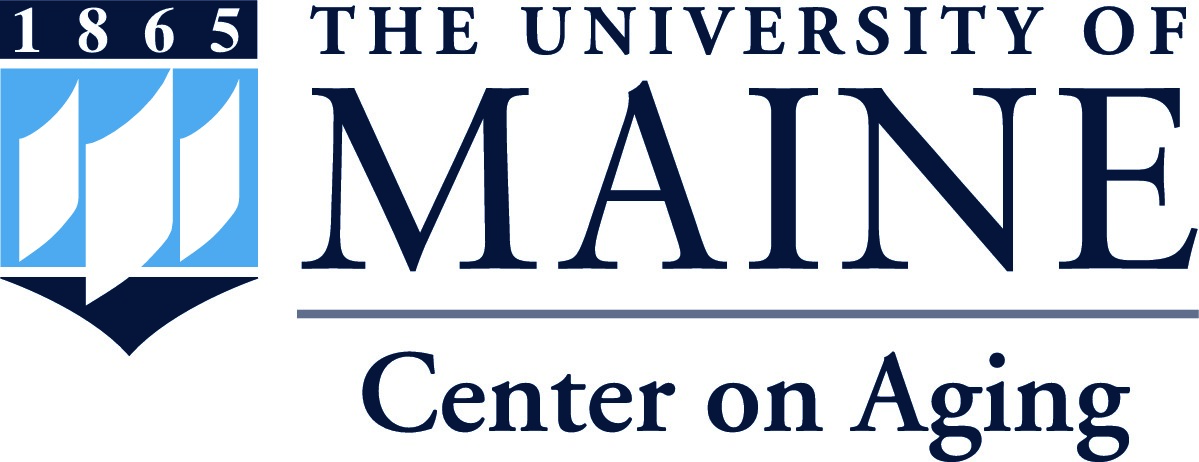 1865
THE UNIVERSITY OF
MAINE
Center on Aging